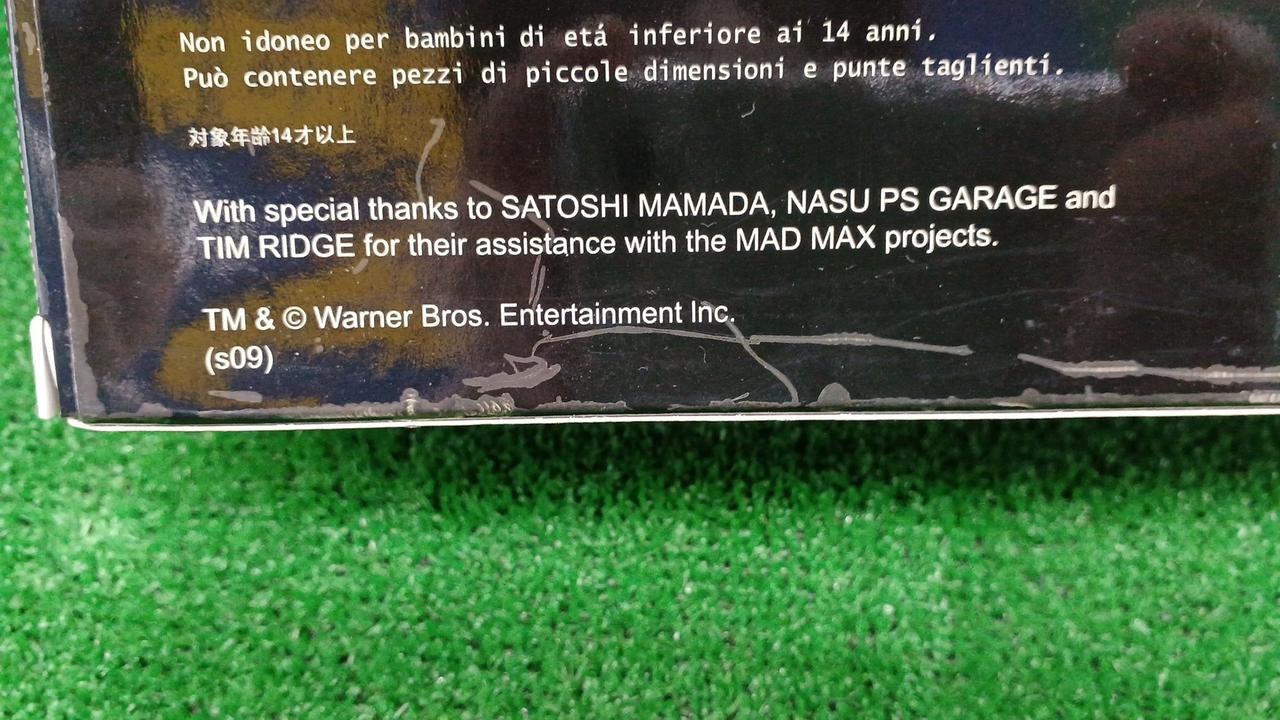 Non idoneo per bambini di etá inferiore ai 14 anni.
Può contenere pezzi di piccole dimensioni e punte taglienti.
対象年齢14才以上
With special thanks to SATOSHI MAMADA, NASU PS GARAGE and
TIM RIDGE for their assistance with the MAD MAX projects.
TM & © Warner Bros. Entertainment Inc.
(s09)